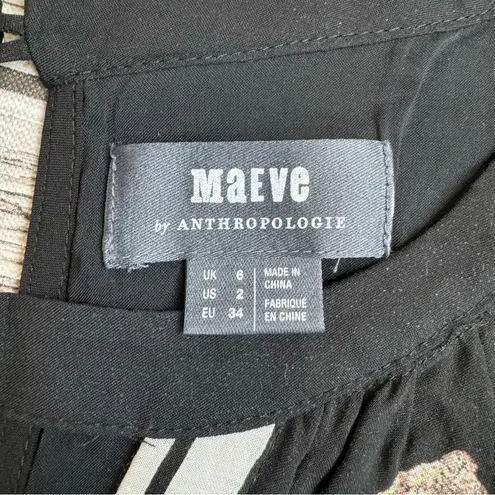 MaEVe
by ANTHROPOLOGIE
UK 6
US 2
EU 34
MADE IN
CHINA
FABRIQUÉ
EN CHINE